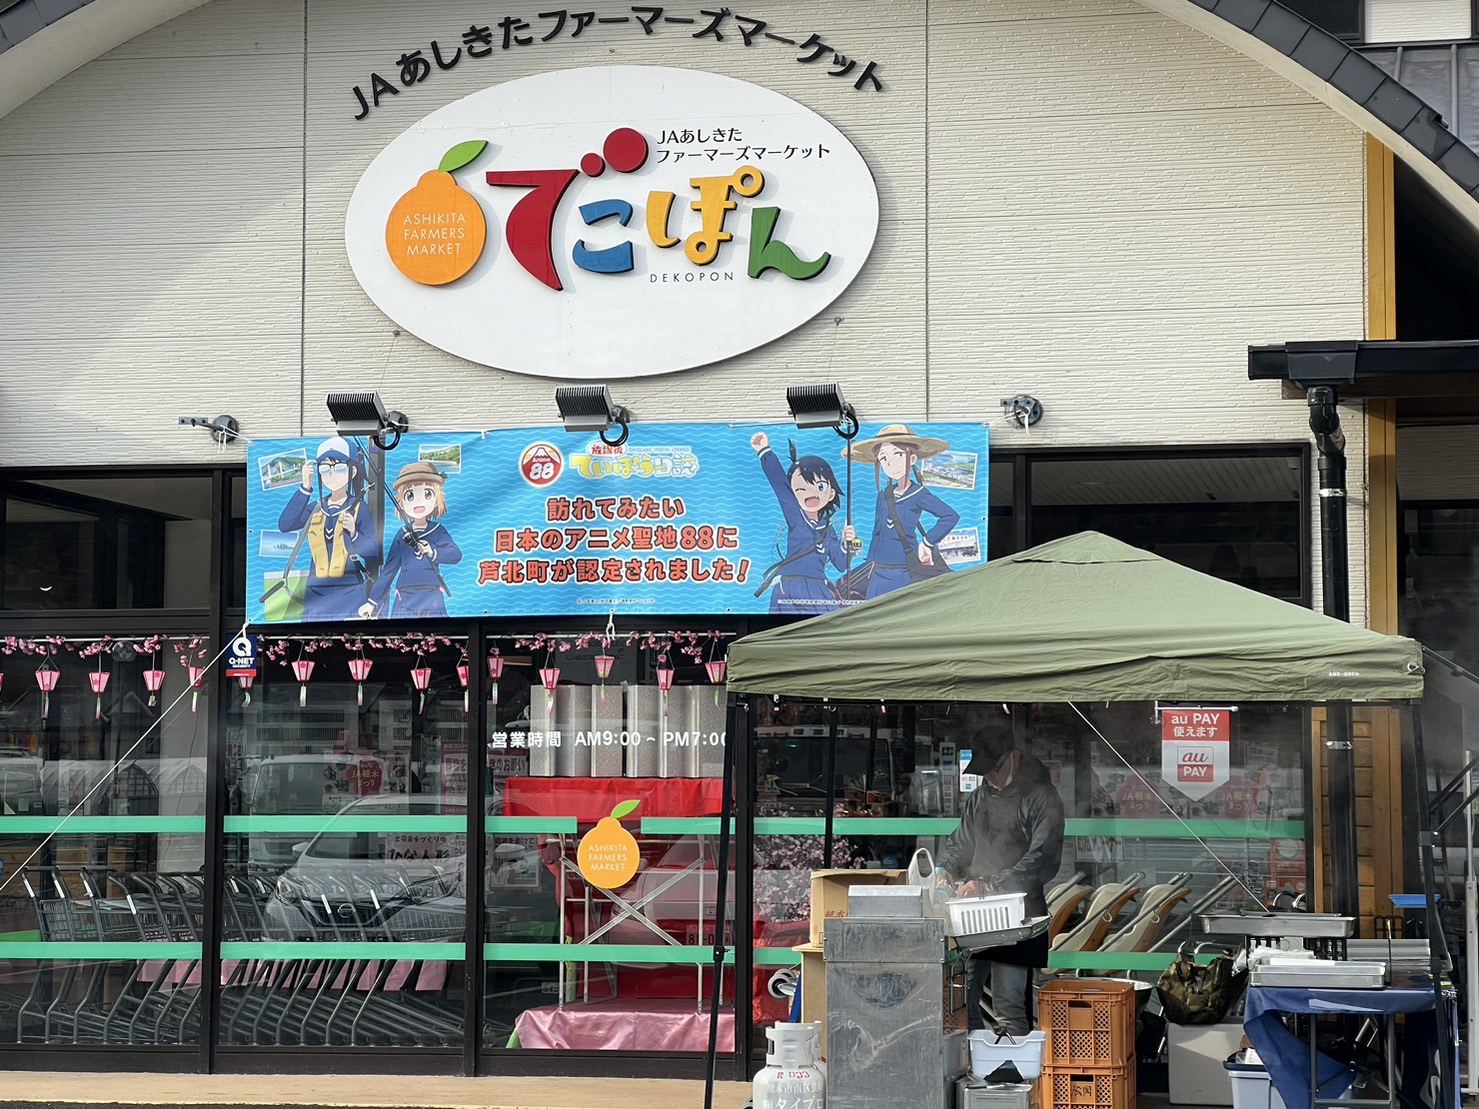 JAあしきたファーマーズマーケット
JAあしきた
ファーマーズマーケット
ASHIKITA
FARMERS
MARKET
でこぽん
DEKOPON
Anime
88
放課後
ていぼう日誌
訪れてみたい
日本のアニメ聖地88に
芦北町が認定されました!
Q-NET
営業時間 AM9:00~PM7:00
au PAY
使えます
au
PAY
ASHIKITA
FARMERS
MARKET
ひな人形